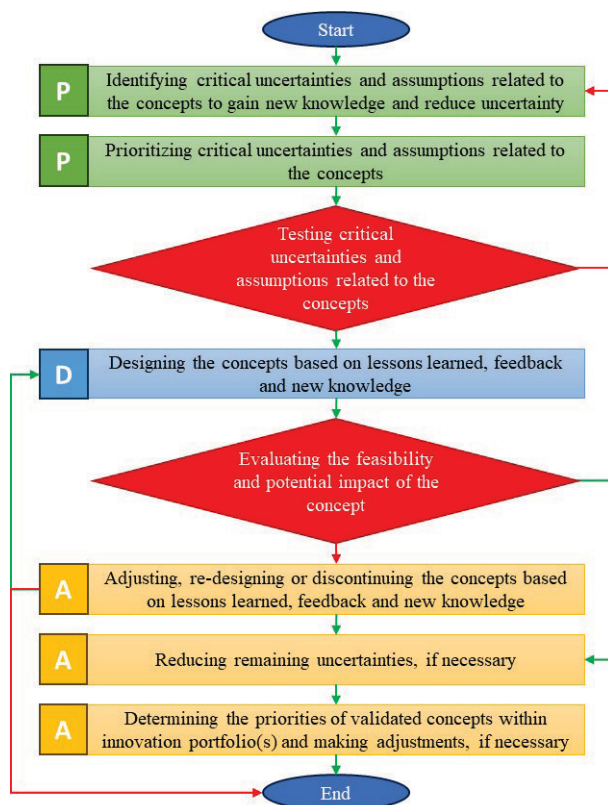 Start
P
Identifying critical uncertainties and assumptions related to
the concepts to gain new knowledge and reduce uncertainty
P
Prioritizing critical uncertainties and assumptions related to
the concepts
Testing critical
uncertainties and
assumptions related to the
concepts
D
Designing the concepts based on lessons learned, feedback
and new knowledge
Evaluating the feasibility
and potential impact of the
concept
A
Adjusting, re-designing or discontinuing the concepts based
on lessons learned, feedback and new knowledge
A
Reducing remaining uncertainties, if necessary
A
Determining the priorities of validated concepts within
innovation portfolio(s) and making adjustments, if necessary
End